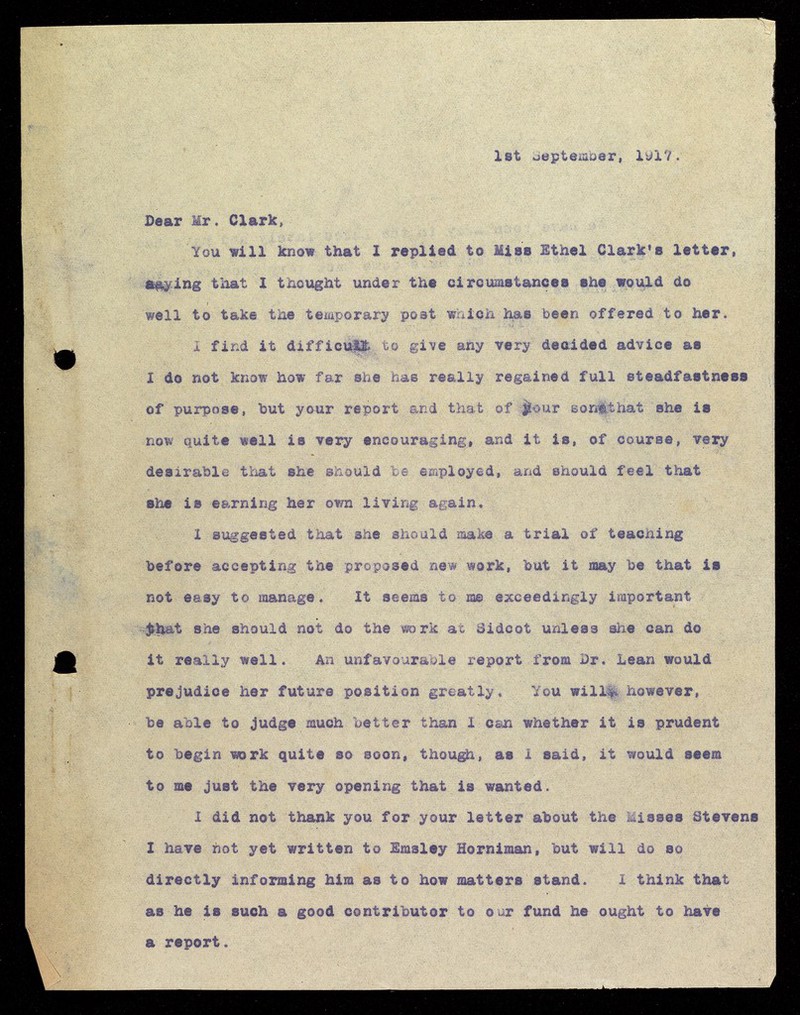 1st September, 1917.
Dear Mr. Clark,
You will know that I replied to Miss Ethel Clark's letter,
saying that I thought under the circumstances she would do
well to take the temporary post which has been offered to her.
I find it difficult to give any very decided advice as
I do not know how far she has really regained full steadfastness
of purpose, but your report and that of your son that she is
now quite well is very encouraging, and it is, of course, very
desirable that she should be employed, and should feel that
she is earning her own living again.
I suggested that she should make a trial of teaching
before accepting the proposed new work, but it may be that is
not easy to manage. It seems to me exceedingly important
that she should not do the work at Sidcot unless she can do
it really well. An unfavourable report from Dr. Lean would
prejudice her future position greatly. You will, however,
be able to judge much better than I can whether it is prudent
to begin work quite so soon, though, as I said, it would seem
to me just the very opening that is wanted.
I did not thank you for your letter about the Misses Stevens
I have not yet written to Emsley Horniman, but will do so
directly informing him as to how matters stand. I think that
as he is such a good contributor to our fund he ought to have
a report.